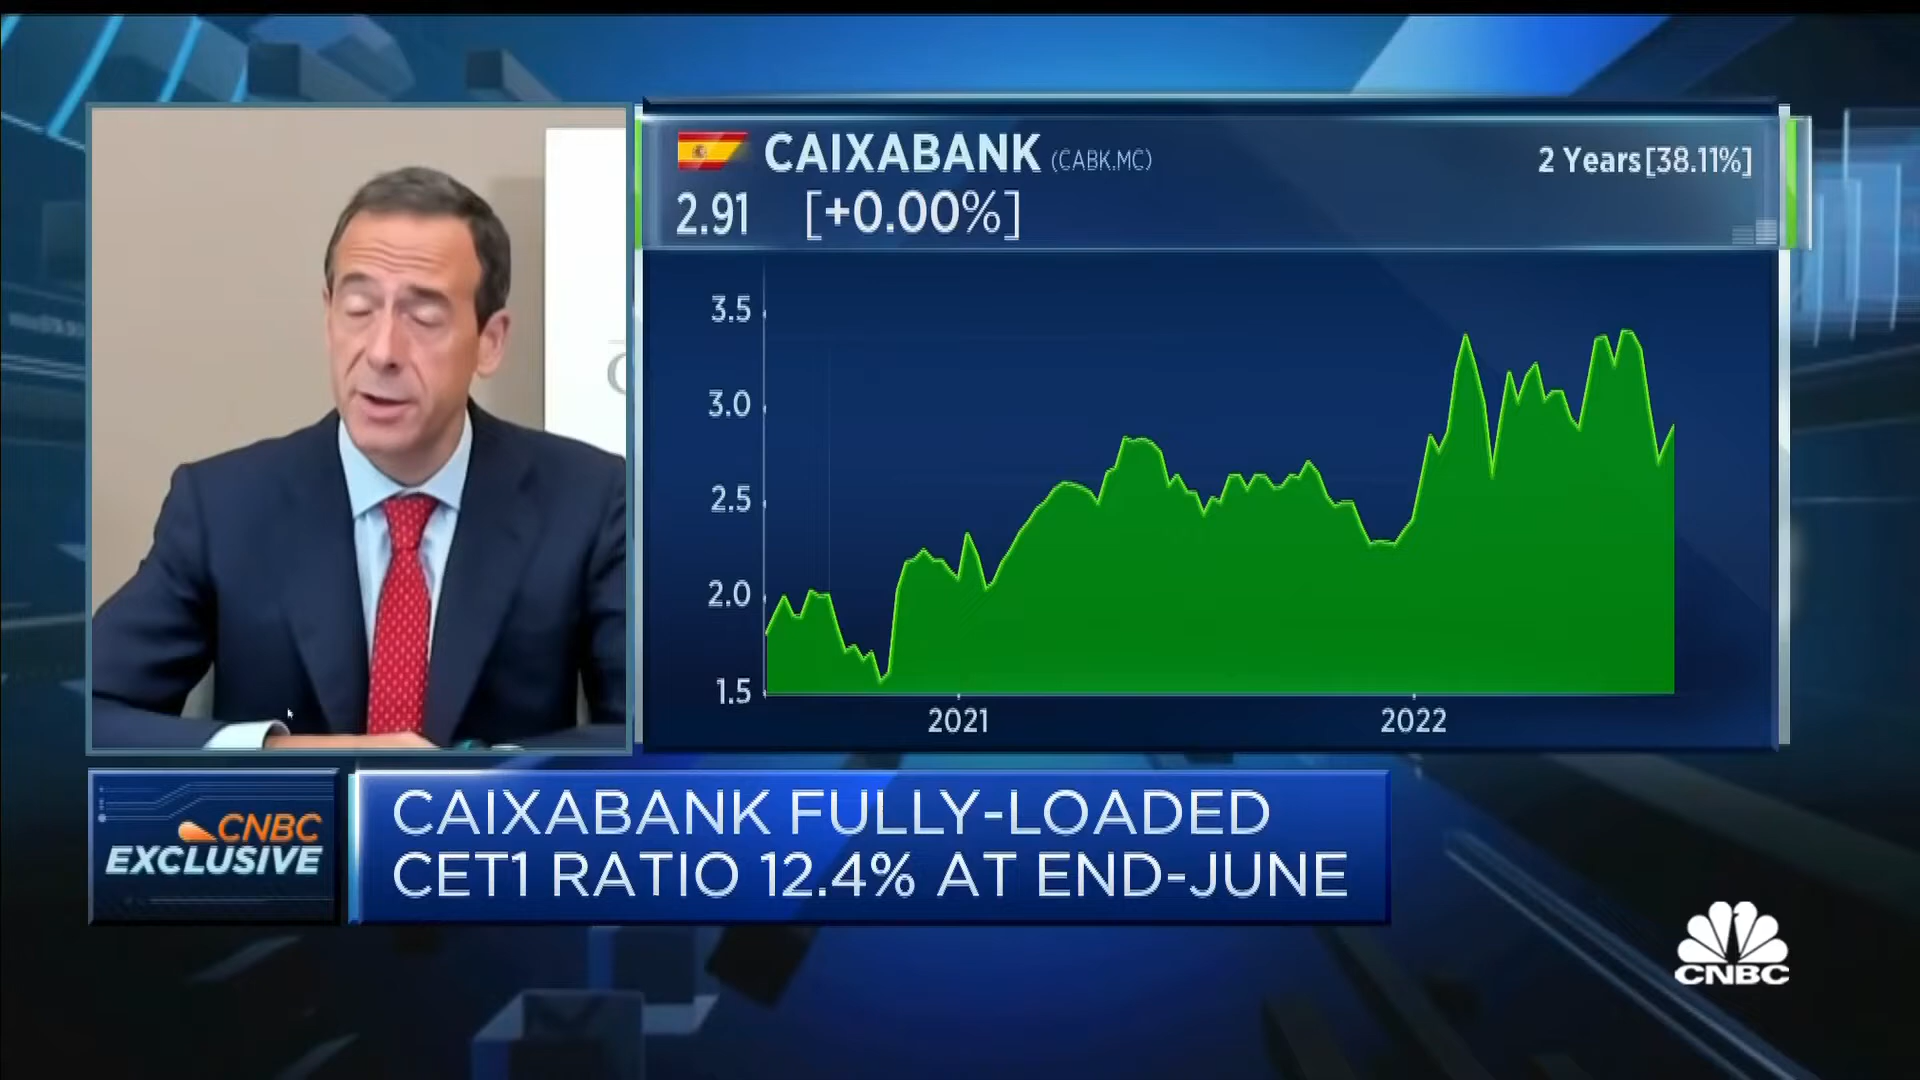 CAIXABANK (CABK.MC)
2 Years[38.11%]
2.91 [+0.00%]
3.5
3.0
2.5
2.0
1.5
2021
2022
CNBC
EXCLUSIVE
CAIXABANK FULLY-LOADED
CET1 RATIO 12.4% AT END-JUNE
CNBC